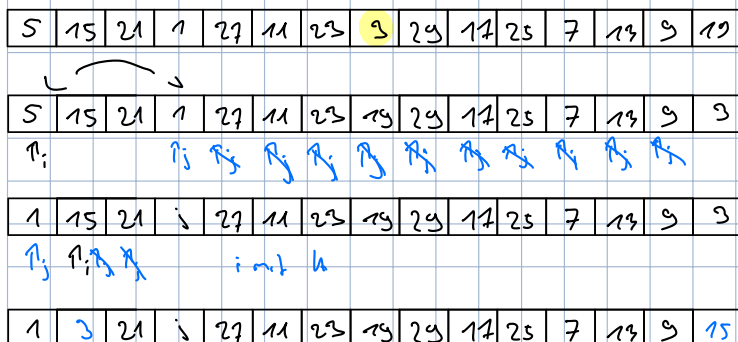 5 15 21 1 27 11 23 3 29 17 25 7 13 9 19
5 15 21 1 27 11 23 19 29 17 25 7 13 9 3
↑i ↑j ↑j ↑j ↑j ↑j ↑j ↑j ↑j ↑j ↑j ↑j
1 15 21 j 27 11 23 19 29 17 25 7 13 9 3
↑j ↑i ↑j ↑j
1 3 21 j 27 11 23 19 29 17 25 7 13 9 15